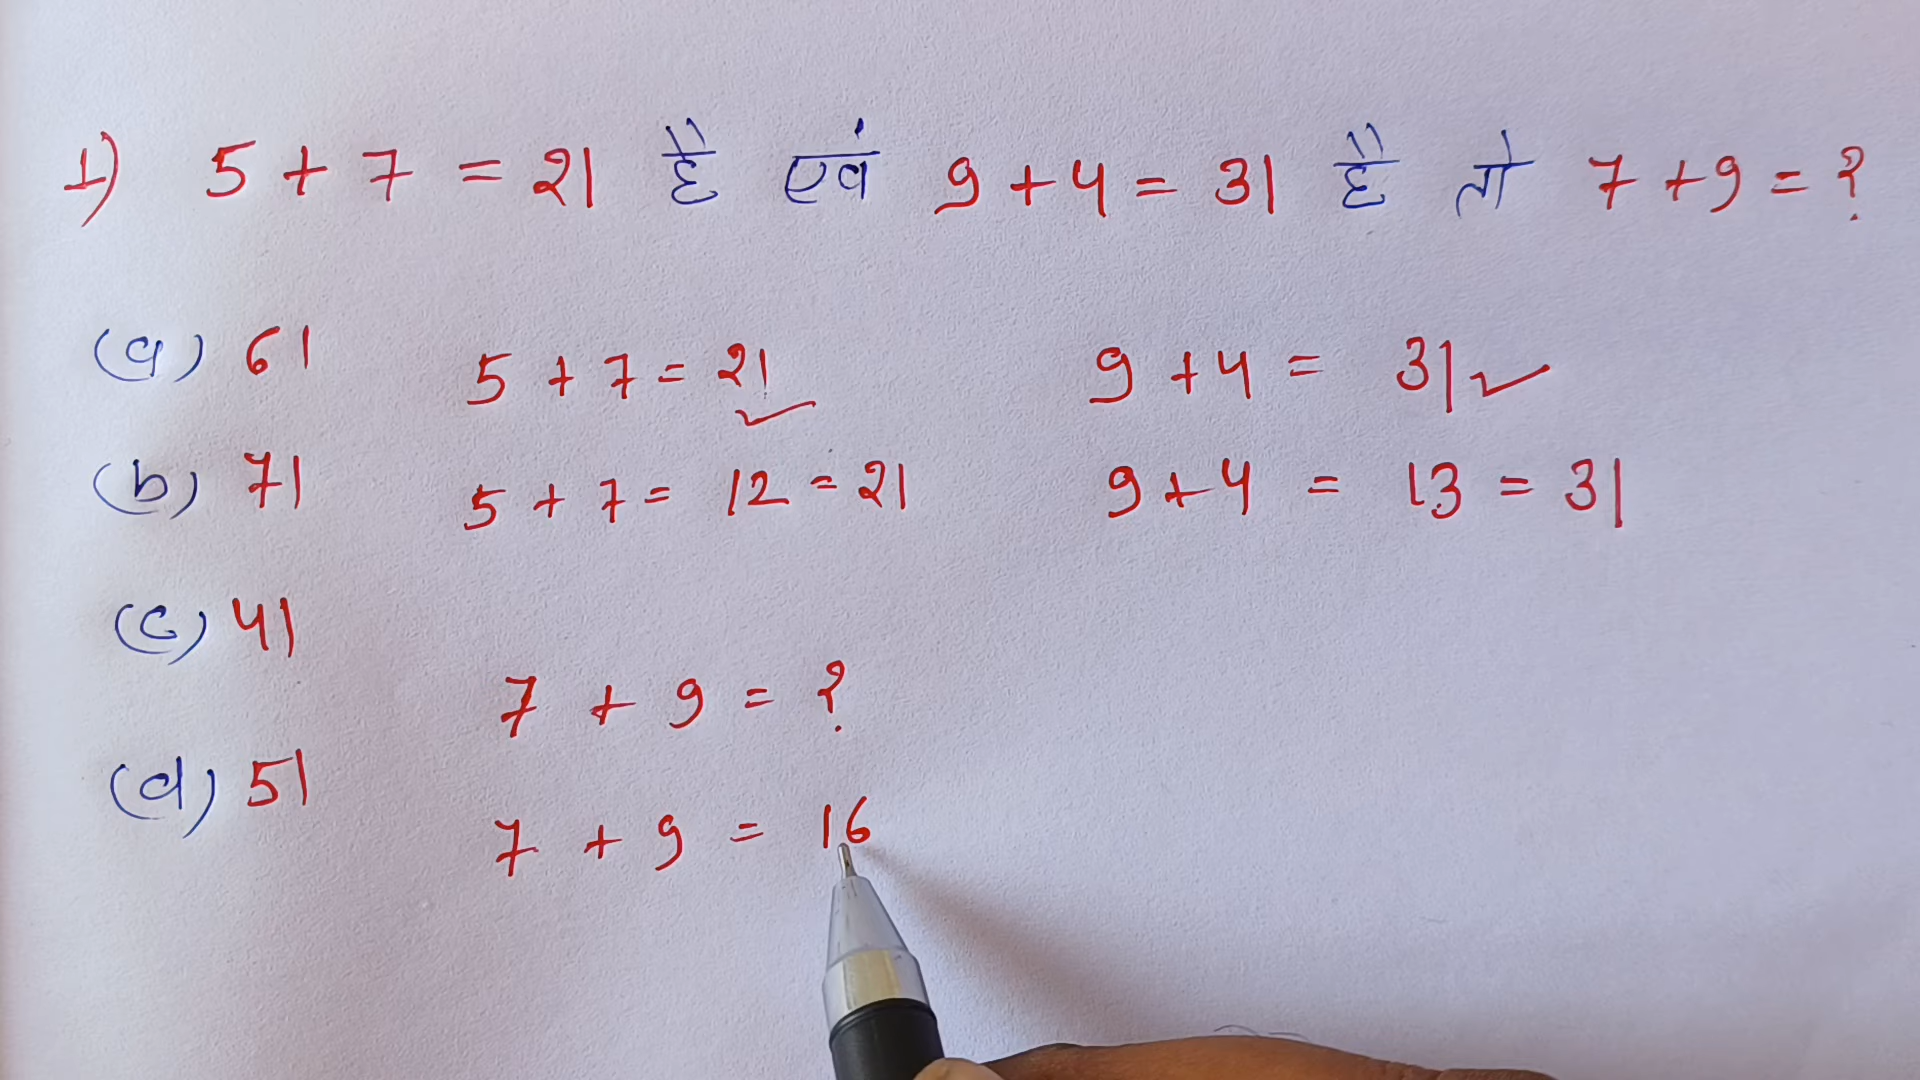 1) 5 + 7 = 21 है एवं 9 + 4 = 31 है तो 7 + 9 = ?
(a) 61 5 + 7 = 21 ✓ 9 + 4 = 31 ✓
(b) 71 5 + 7 = 12 = 21 9 + 4 = 13 = 31
(c) 41
7 + 9 = ?
(d) 51
7 + 9 = 16